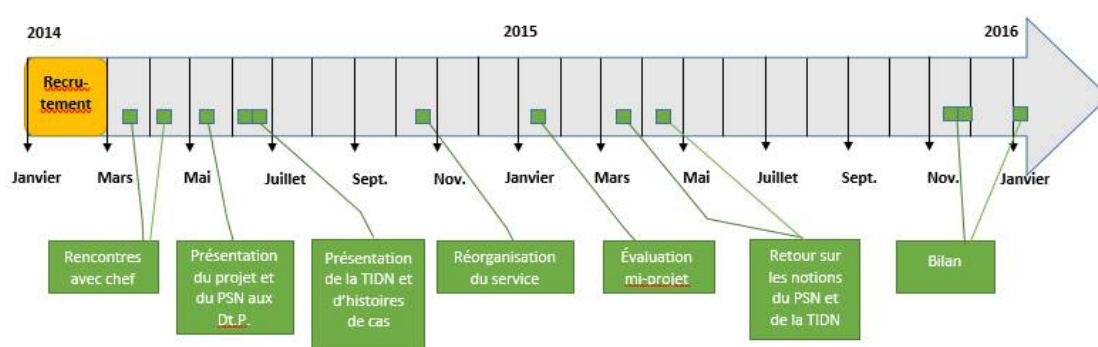 2014
2015
2016
Recru-
tement
Janvier
Mars
Mai
Juillet
Sept.
Nov.
Janvier
Mars
Mai
Juillet
Sept.
Nov.
Janvier
Rencontres
avec chef
Présentation
du projet et
du PSN aux
Dt.P.
Présentation
de la TIDN et
d'histoires
de cas
Réorganisation
du service
Évaluation
mi-projet
Retour sur
les notions
du PSN et
de la TIDN
Bilan